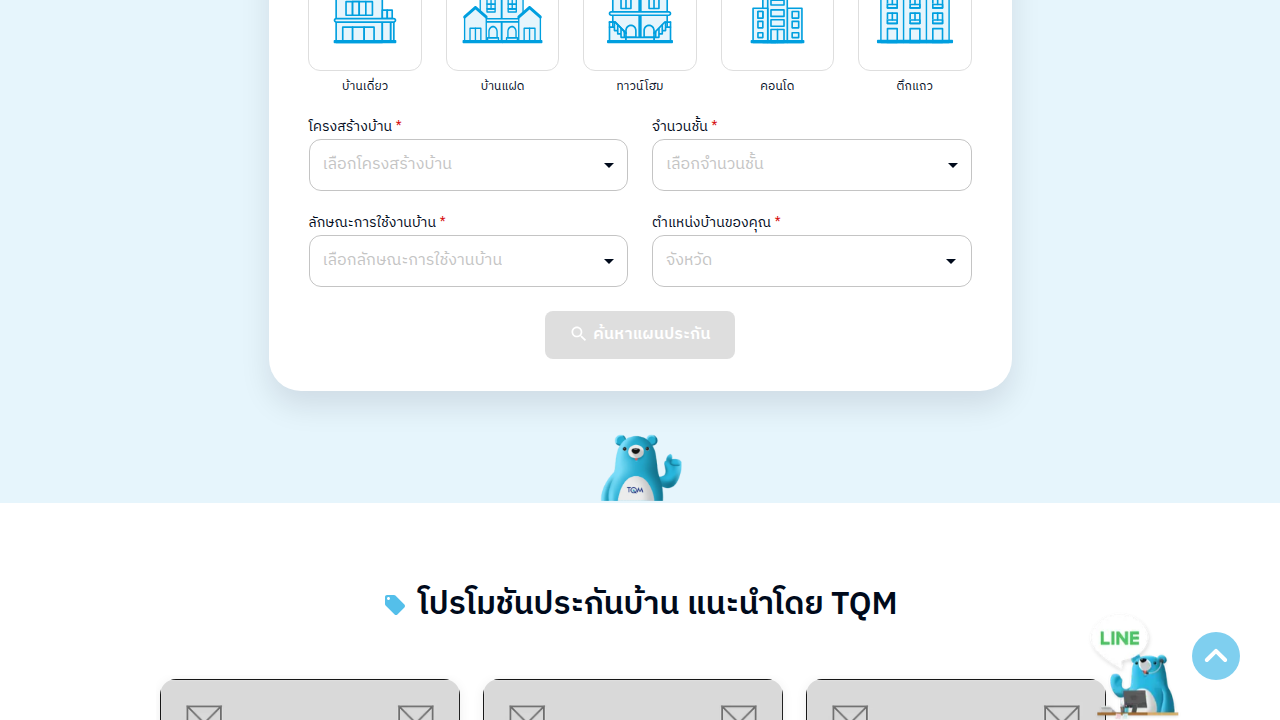 บ้านเดี่ยว บ้านแฝด ทาวน์โฮม คอนโด ตึกแถว
โครงสร้างบ้าน * จำนวนชั้น *
เลือกโครงสร้างบ้าน เลือกจำนวนชั้น
ลักษณะการใช้งานบ้าน * ตำแหน่งบ้านของคุณ *
เลือกลักษณะการใช้งานบ้าน จังหวัด
ค้นหาแผนประกัน
TQM
โปรโมชันประกันบ้าน แนะนำโดย TQM
LINE